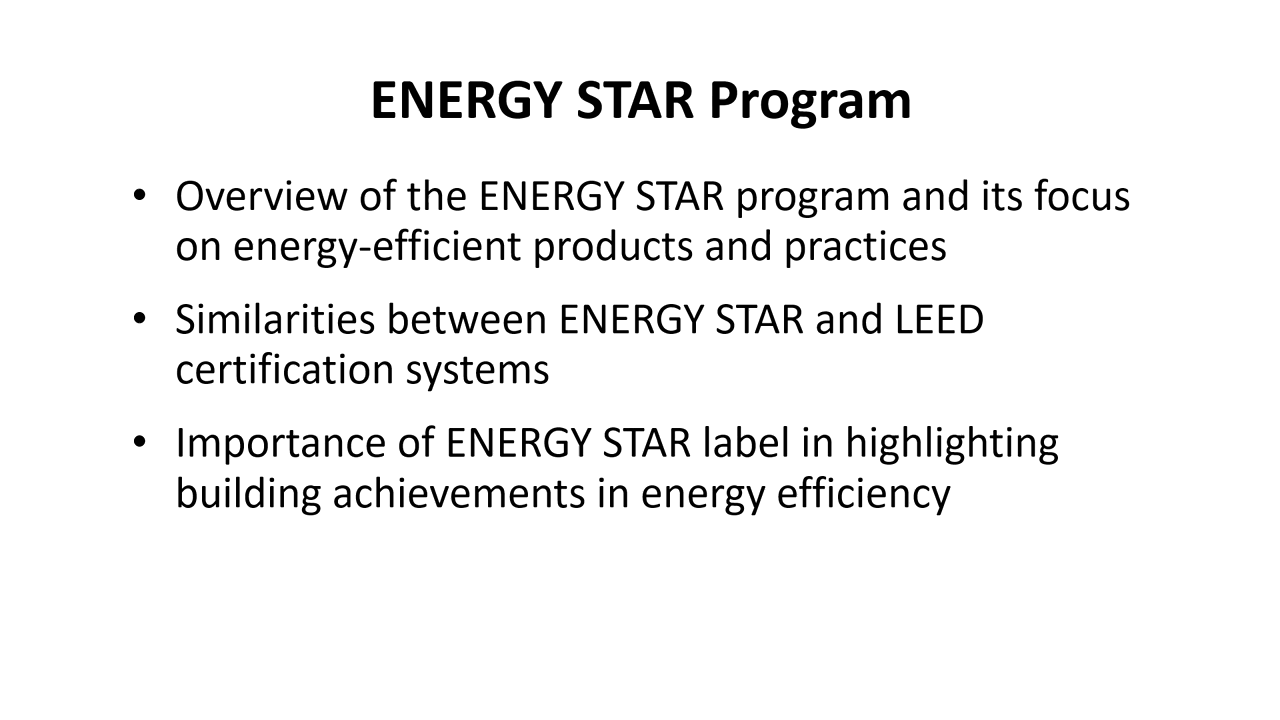 ENERGY STAR Program
• Overview of the ENERGY STAR program and its focus
on energy-efficient products and practices
• Similarities between ENERGY STAR and LEED
certification systems
• Importance of ENERGY STAR label in highlighting
building achievements in energy efficiency